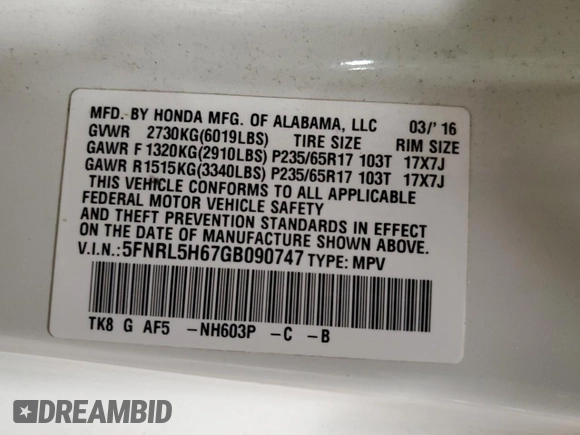 MFD. BY HONDA MFG. OF ALABAMA, LLC 03/' 16
GVWR 2730KG(6019LBS) TIRE SIZE RIM SIZE
GAWR F 1320KG(2910LBS) P235/65R17 103T 17X7J
GAWR R1515KG(3340LBS) P235/65R17 103T 17X7J
THIS VEHICLE CONFORMS TO ALL APPLICABLE
FEDERAL MOTOR VEHICLE SAFETY
AND THEFT PREVENTION STANDARDS IN EFFECT
ON THE DATE OF MANUFACTURE SHOWN ABOVE.
V.I.N.:5FNRL5H67GB090747 TYPE: MPV
TK8 G AF5 -NH603P -C -B
DREAMBID